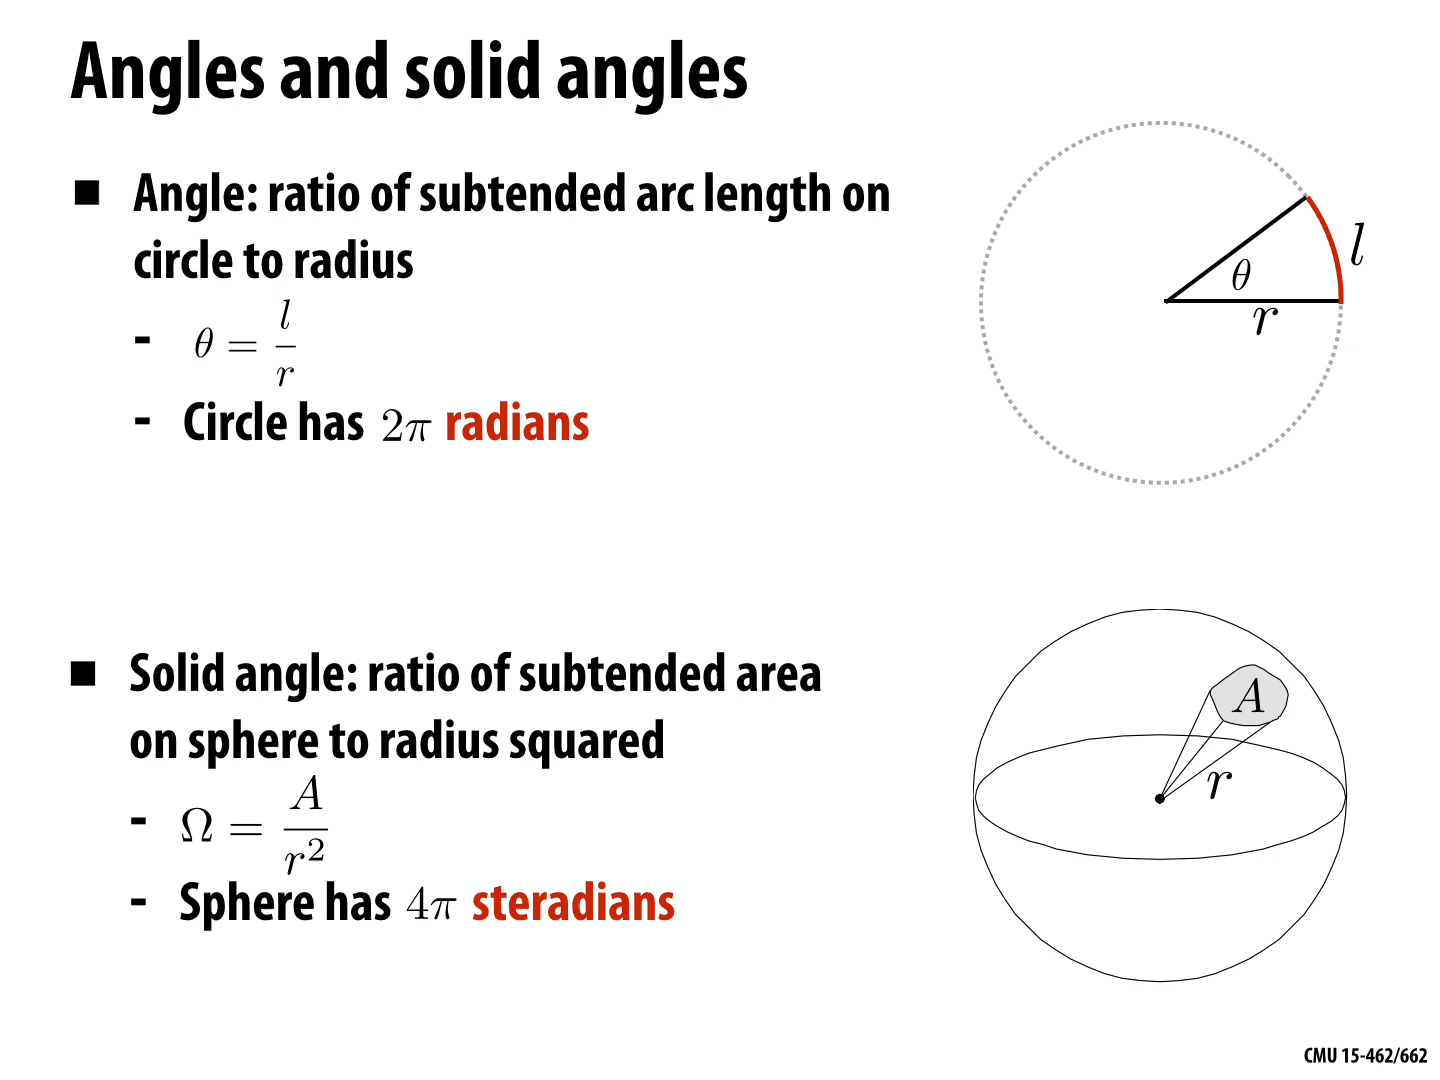 Angles and solid angles
■ Angle: ratio of subtended arc length on
circle to radius
- θ = l/r
- Circle has 2π radians
l
θ
r
■ Solid angle: ratio of subtended area
on sphere to radius squared
- Ω = A/r²
- Sphere has 4π steradians
A
r
CMU 15-462/662